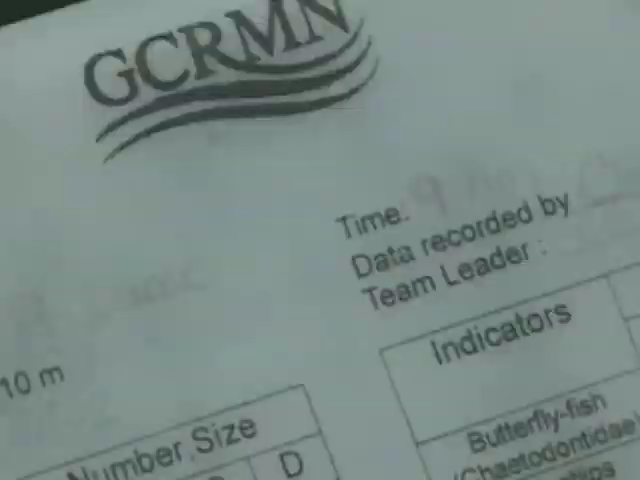 GCRMN
Time:
Data recorded by
Team Leader :
10 m
Indicators
Number Size
D
Butterfly-fish
(Chaetodontidae)